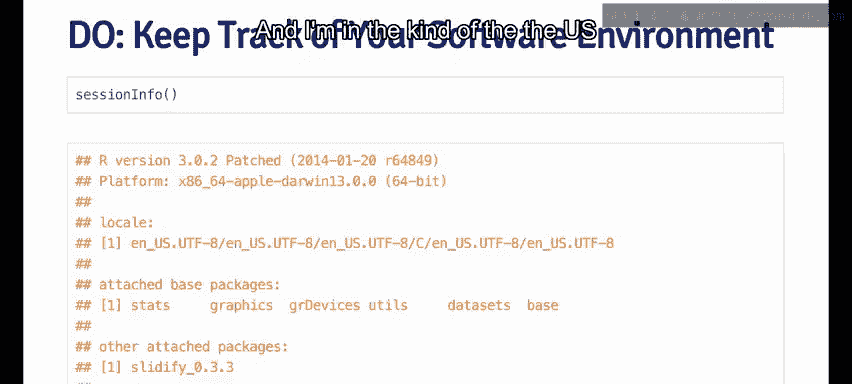 DO: Keep Track of Your Software Environment
And I'm in the kind of the the US
sessionInfo()
## R version 3.0.2 Patched (2014-01-20 r64849)
## Platform: x86_64-apple-darwin13.0.0 (64-bit)
##
## locale:
## [1] en_US.UTF-8/en_US.UTF-8/en_US.UTF-8/C/en_US.UTF-8/en_US.UTF-8
##
## attached base packages:
## [1] stats     graphics  grDevices utils     datasets  base
##
## other attached packages:
## [1] slidify_0.3.3
##